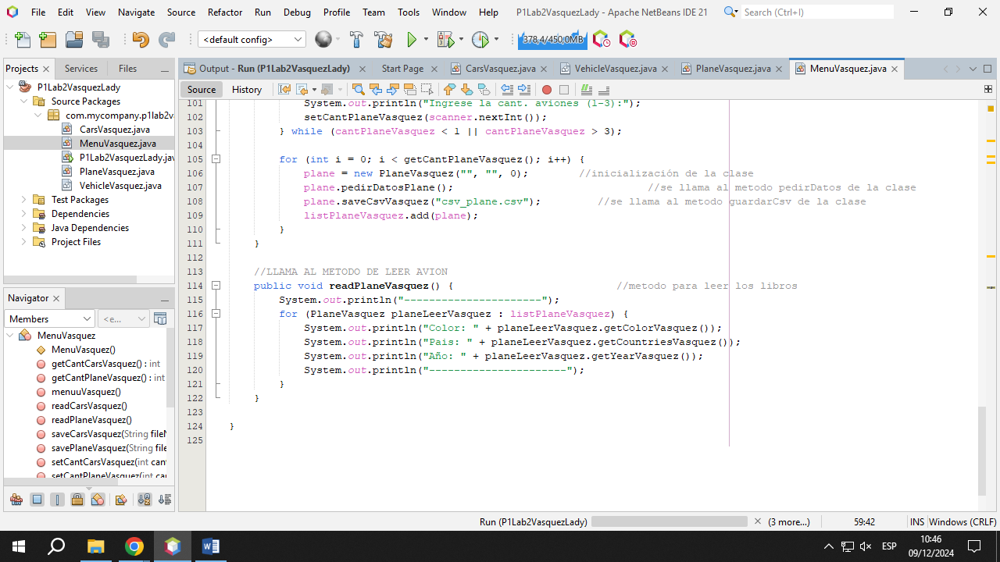 File Edit View Navigate Source Refactor Run Debug Profile Team Tools Window Help P1Lab2VasquezLady - Apache NetBeans IDE 21 Search (Ctrl+I)
<default config> 378,4/450,0MB
Projects Services Files
Output - Run (P1Lab2VasquezLady) Start Page CarsVasquez.java VehicleVasquez.java PlaneVasquez.java MenuVasquez.java
Source History
P1Lab2VasquezLady
Source Packages
com.mycompany.p1lab2va
CarsVasquez.java
MenuVasquez.java
P1Lab2VasquezLady.jav
PlaneVasquez.java
VehicleVasquez.java
Test Packages
Dependencies
Java Dependencies
Project Files
Navigator
Members <e...
MenuVasquez
MenuVasquez()
getCantCarsVasquez() : int
getCantPlaneVasquez() : int
menuuVasquez()
readCarsVasquez()
readPlaneVasquez()
saveCarsVasquez(String fileN
savePlaneVasquez(String file
setCantCarsVasquez(int cant
setCantPlaneVasquez(int car
101 System.out.println("Ingrese la cant. aviones (1-3):");
102 setCantPlaneVasquez(scanner.nextInt());
103 } while (cantPlaneVasquez < 1 || cantPlaneVasquez > 3);
104
105 for (int i = 0; i < getCantPlaneVasquez(); i++) {
106 plane = new PlaneVasquez("", "", 0); //inicialización de la clase
107 plane.pedirDatosPlane(); //se llama al metodo pedirDatos de la clase
108 plane.saveCsvVasquez("csv_plane.csv"); //se llama al metodo guardarCsv de la clase
109 listPlaneVasquez.add(plane);
110 }
111 }
112
113 //LLAMA AL METODO DE LEER AVION
114 public void readPlaneVasquez() { //metodo para leer los libros
115 System.out.println("----------------------");
116 for (PlaneVasquez planeLeerVasquez : listPlaneVasquez) {
117 System.out.println("Color: " + planeLeerVasquez.getColorVasquez());
118 System.out.println("Pais: " + planeLeerVasquez.getCountriesVasquez());
119 System.out.println("Año: " + planeLeerVasquez.getYearVasquez());
120 System.out.println("----------------------");
121 }
122 }
123
124 }
125
Run (P1Lab2VasquezLady) (3 more...) 59:42 INS Windows (CRLF)
ESP 10:46
09/12/2024